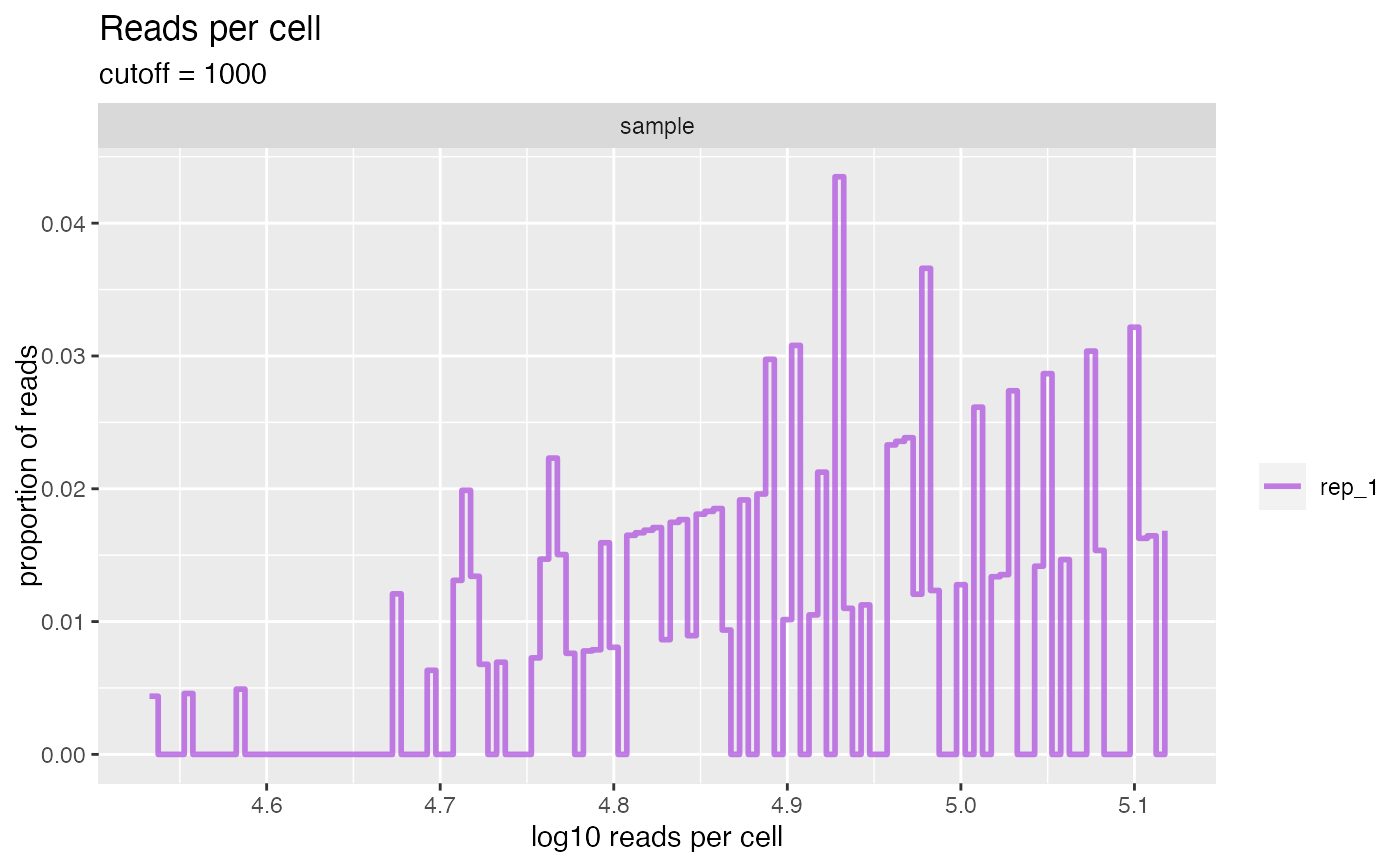 Reads per cell
cutoff = 1000
sample
0.04
0.03
0.02
0.01
0.00
proportion of reads
4.6 4.7 4.8 4.9 5.0 5.1
log10 reads per cell
rep_1